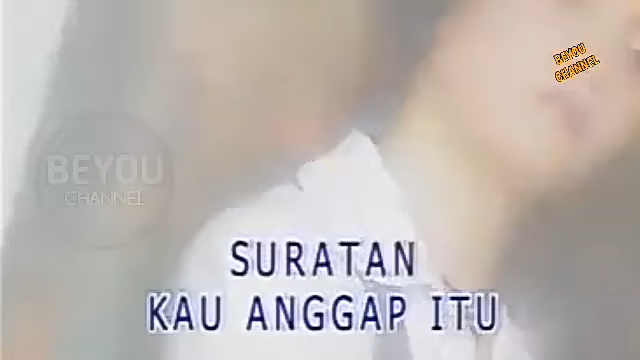 BEYOU
CHANNEL
BEYOU
CHANNEL
SURATAN
KAU ANGGAP ITU